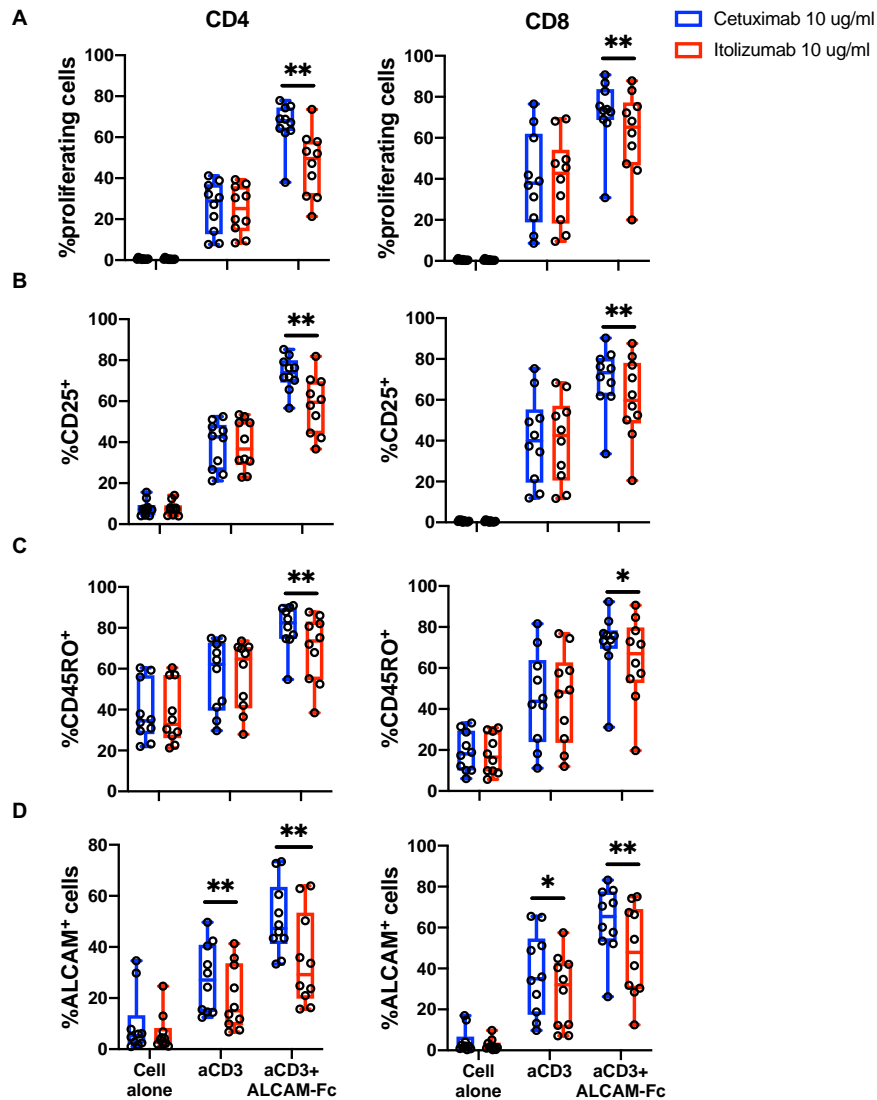 A
CD4
CD8
Cetuximab 10 ug/ml
Itolizumab 10 ug/ml
%proliferating cells
100
80
60
40
20
0
**
%proliferating cells
100
80
60
40
20
0
**
B
%CD25+
100
80
60
40
20
0
**
%CD25+
100
80
60
40
20
0
**
C
%CD45RO+
100
80
60
40
20
0
**
%CD45RO+
100
80
60
40
20
0
*
D
%ALCAM+ cells
80
60
40
20
0
**
**
Cell
alone
aCD3
aCD3+
ALCAM-Fc
%ALCAM+ cells
100
80
60
40
20
0
*
**
Cell
alone
aCD3
aCD3+
ALCAM-Fc